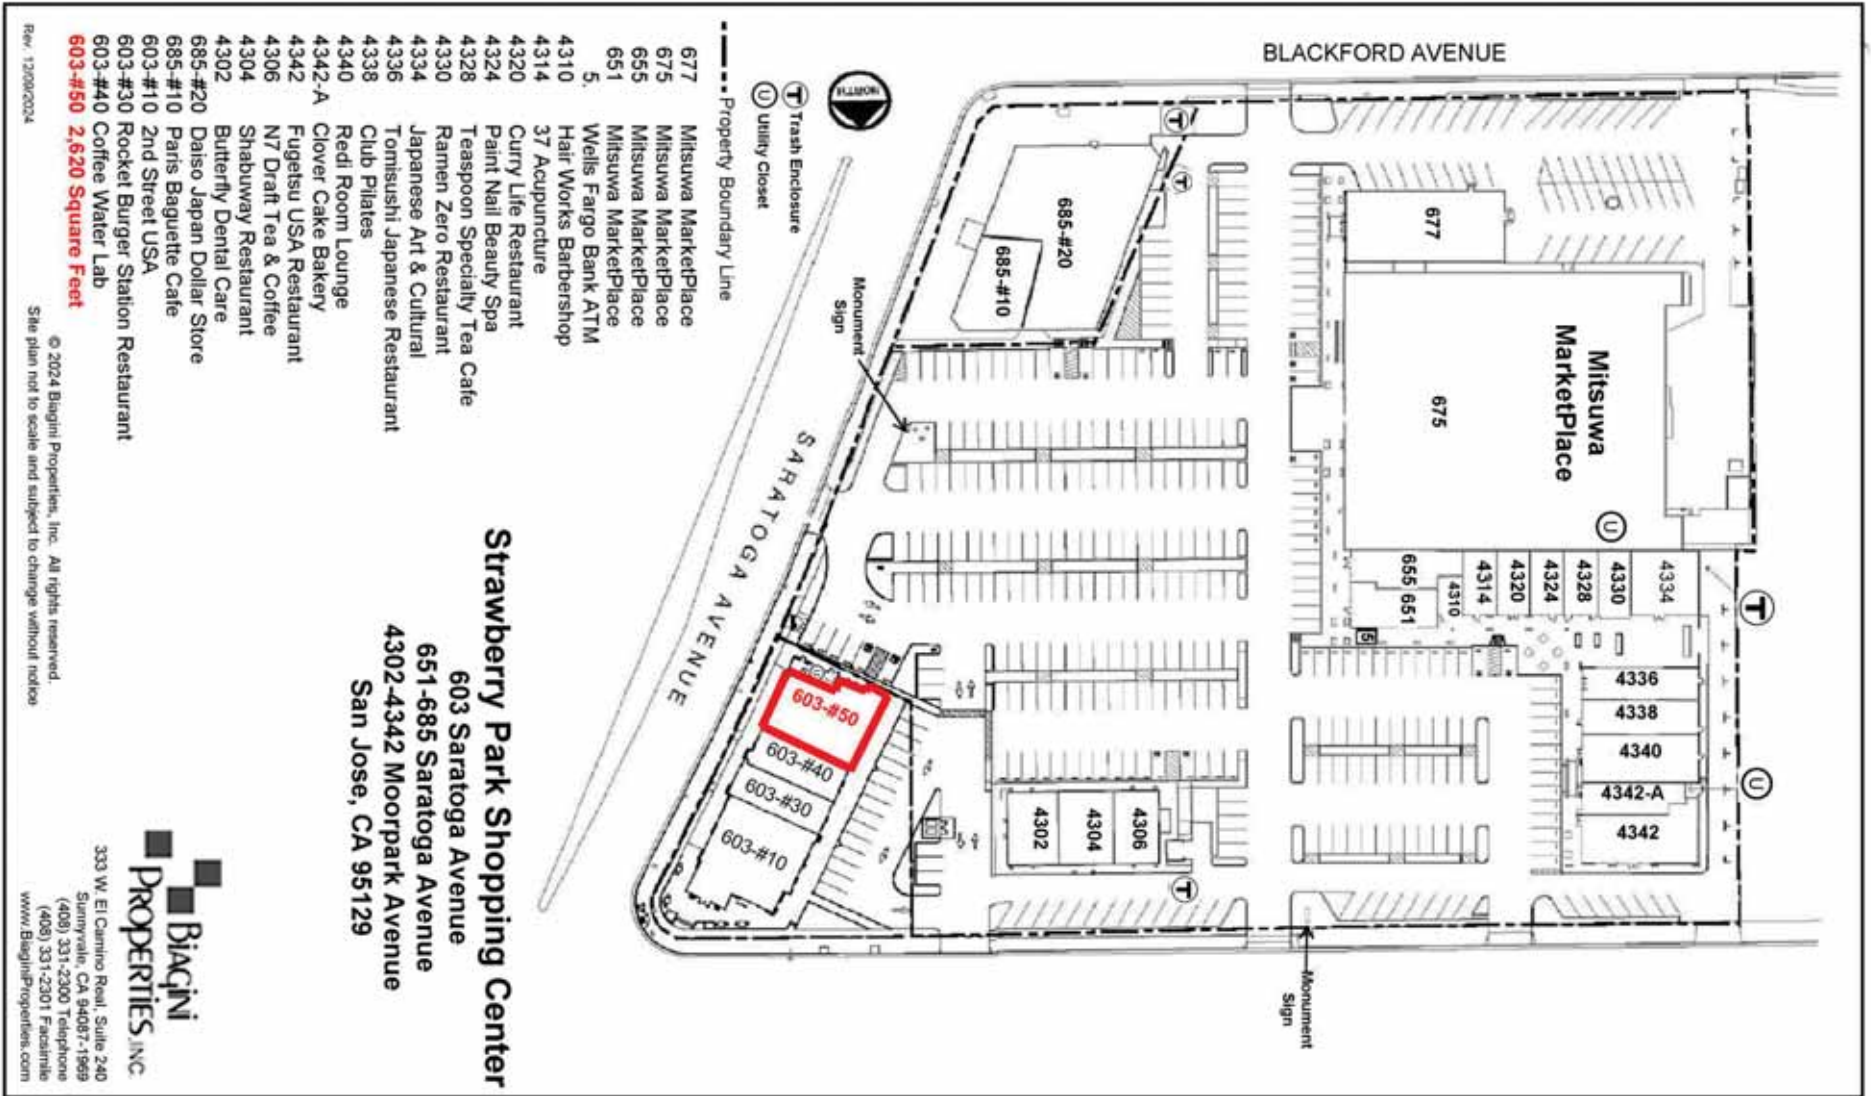 BLACKFORD AVENUE
NORTH
T Trash Enclosure
U Utility Closet
Property Boundary Line
677 Mitsuwa MarketPlace
675 Mitsuwa MarketPlace
655 Mitsuwa MarketPlace
651 Mitsuwa MarketPlace
5. Wells Fargo Bank ATM
4310 Hair Works Barbershop
4314 37 Acupuncture
4320 Curry Life Restaurant
4324 Paint Nail Beauty Spa
4328 Teaspoon Specialty Tea Cafe
4330 Ramen Zero Restaurant
4334 Japanese Art & Cultural
4336 Tomisushi Japanese Restaurant
4338 Club Pilates
4340 Redi Room Lounge
4342-A Clover Cake Bakery
4342 Fugetsu USA Restaurant
4306 N7 Draft Tea & Coffee
4304 Shabuway Restaurant
4302 Butterfly Dental Care
685-#20 Daiso Japan Dollar Store
685-#10 Paris Baguette Cafe
603-#10 2nd Street USA
603-#30 Rocket Burger Station Restaurant
603-#40 Coffee Water Lab
603-#50 2,620 Square Feet
Rev. 12/09/2024
© 2024 Biagini Properties, Inc. All rights reserved.
Site plan not to scale and subject to change without notice
Strawberry Park Shopping Center
603 Saratoga Avenue
651-685 Saratoga Avenue
4302-4342 Moorpark Avenue
San Jose, CA 95129
BIAGINI
PROPERTIES, INC.
333 W. El Camino Real, Suite 240
Sunnyvale, CA 94087-1969
(408) 331-2300 Telephone
(408) 331-2301 Facsimile
www.BiaginiProperties.com
Mitsuwa
MarketPlace
677
675
U
655
651
4310
4314
4320
4324
4328
4330
4334
5
T
4336
4338
4340
4342-A
4342
U
T
T
685-#20
685-#10
Monument
Sign
SARATOGA AVENUE
603-#50
603-#40
603-#30
603-#10
4302
4304
4306
T
Monument
Sign